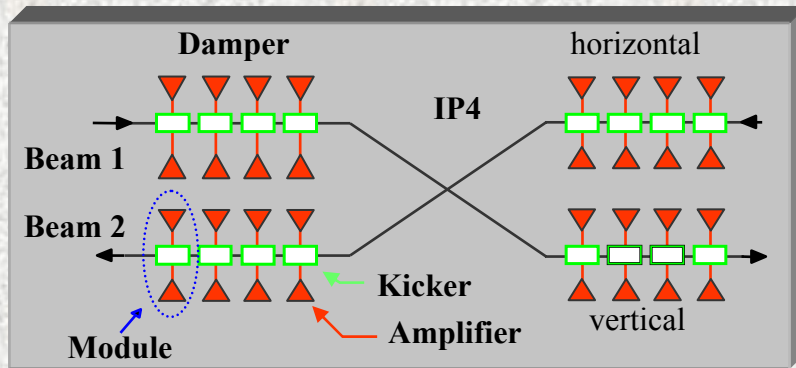 Damper
horizontal
IP4
Beam 1
Beam 2
Kicker
Amplifier
vertical
Module